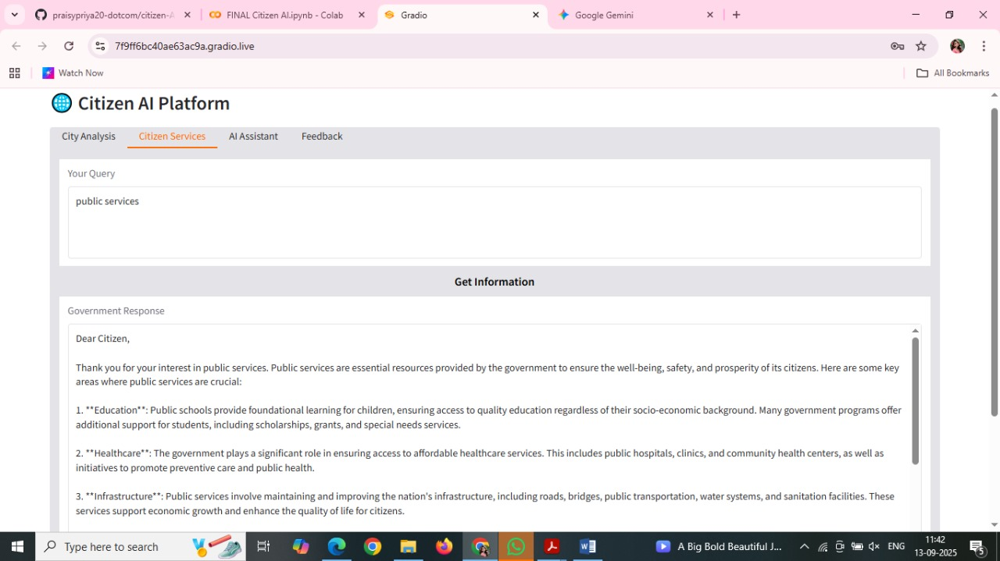 praisypriya20-dotcom/citizen-A
FINAL Citizen AI.ipynb - Colab
Gradio
Google Gemini
7f9ff6bc40ae63ac9a.gradio.live
Watch Now
All Bookmarks
Citizen AI Platform
City Analysis
Citizen Services
AI Assistant
Feedback
Your Query
public services
Get Information
Government Response
Dear Citizen,
Thank you for your interest in public services. Public services are essential resources provided by the government to ensure the well-being, safety, and prosperity of its citizens. Here are some key
areas where public services are crucial:
1. **Education**: Public schools provide foundational learning for children, ensuring access to quality education regardless of their socio-economic background. Many government programs offer
additional support for students, including scholarships, grants, and special needs services.
2. **Healthcare**: The government plays a significant role in ensuring access to affordable healthcare services. This includes public hospitals, clinics, and community health centers, as well as
initiatives to promote preventive care and public health.
3. **Infrastructure**: Public services involve maintaining and improving the nation's infrastructure, including roads, bridges, public transportation, water systems, and sanitation facilities. These
services support economic growth and enhance the quality of life for citizens.
Type here to search
A Big Bold Beautiful J...
ENG
11:42
13-09-2025
5